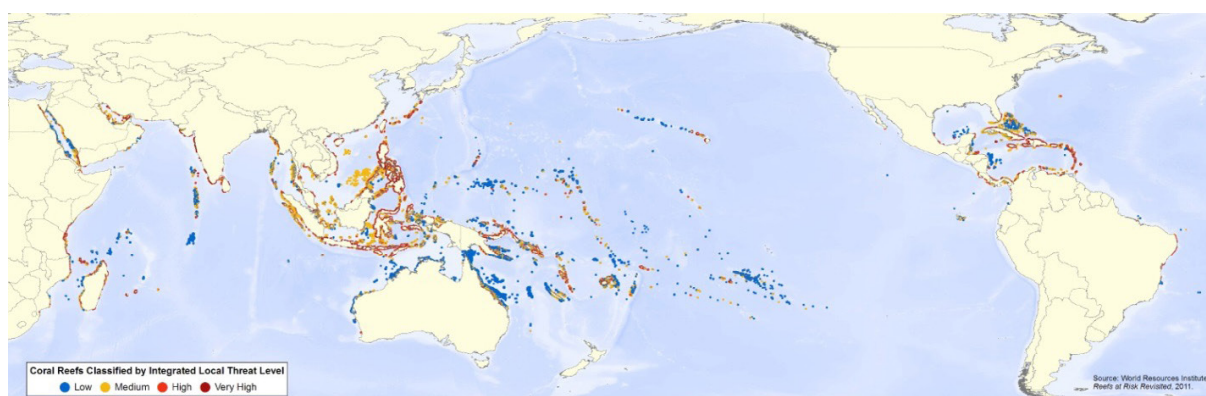 Coral Reefs Classified by Integrated Local Threat Level
Low Medium High Very High
Source: World Resources Institute
Reefs at Risk Revisited, 2011.